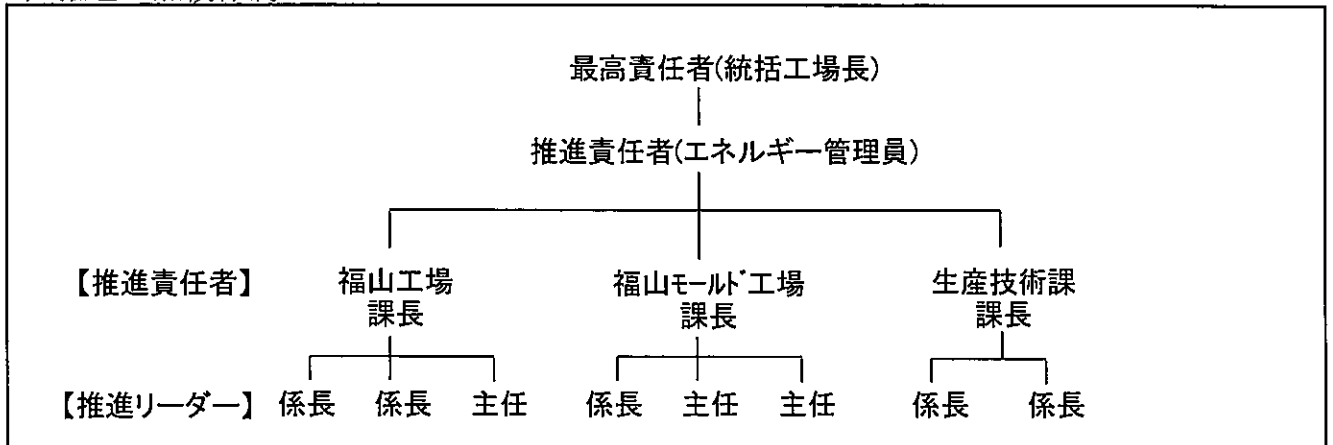 最高責任者(統括工場長)
推進責任者(エネルギー管理員)
【推進責任者】 福山工場 福山モールド工場 生産技術課
課長 課長 課長
【推進リーダー】 係長 係長 主任 係長 主任 主任 係長 係長